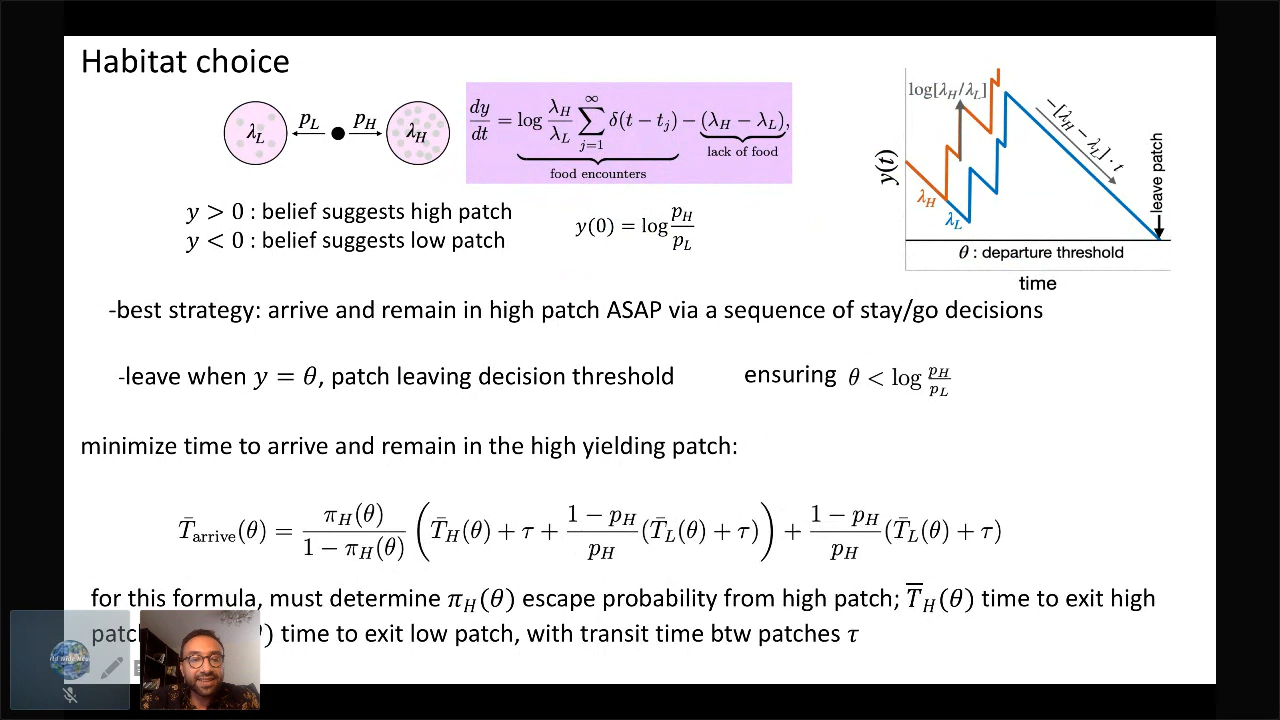 Habitat choice
λ_L p_L p_H λ_H
dy/dt = log λ_H/λ_L ∑_{j=1}^{∞} δ(t − t_j) − (λ_H − λ_L),
food encounters
lack of food
log[λ_H/λ_L]
−[λ_H − λ_L] · t
y(t)
λ_H
λ_L
leave patch
θ : departure threshold
time
y > 0 : belief suggests high patch
y < 0 : belief suggests low patch
y(0) = log p_H/p_L
-best strategy: arrive and remain in high patch ASAP via a sequence of stay/go decisions
-leave when y = θ, patch leaving decision threshold
ensuring θ < log p_H/p_L
minimize time to arrive and remain in the high yielding patch:
T̄_arrive(θ) = π_H(θ)/(1 − π_H(θ)) (T̄_H(θ) + τ + (1 − p_H)/p_H (T̄_L(θ) + τ)) + (1 − p_H)/p_H (T̄_L(θ) + τ)
for this formula, must determine π_H(θ) escape probability from high patch; T̄_H(θ) time to exit high
) time to exit low patch, with transit time btw patches τ